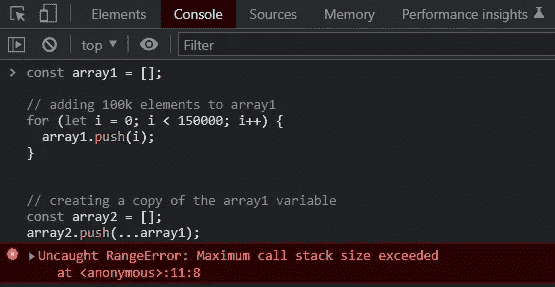 Elements Console Sources Memory Performance insights
top Filter
const array1 = [];
// adding 100k elements to array1
for (let i = 0; i < 150000; i++) {
  array1.push(i);
}
// creating a copy of the array1 variable
const array2 = [];
array2.push(...array1);
Uncaught RangeError: Maximum call stack size exceeded
    at <anonymous>:11:8